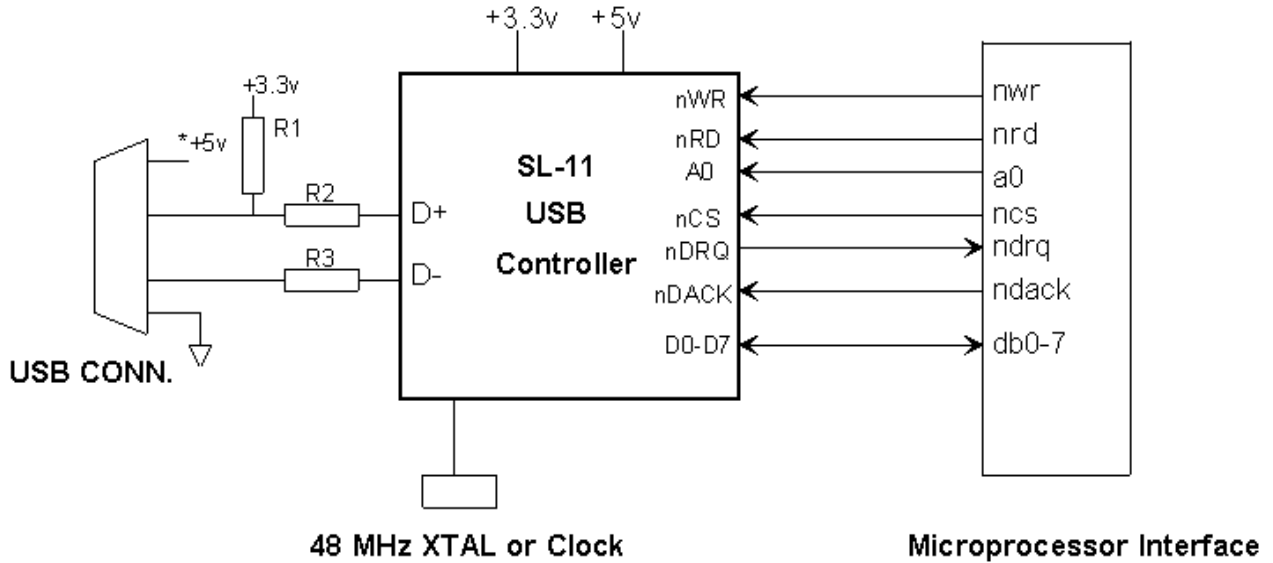 +3.3v +5v
+3.3v
R1
*+5v
R2
R3
USB CONN.
D+
D-
SL-11
USB
Controller
nWR
nRD
A0
nCS
nDRQ
nDACK
D0-D7
nwr
nrd
a0
ncs
ndrq
ndack
db0-7
48 MHz XTAL or Clock
Microprocessor Interface